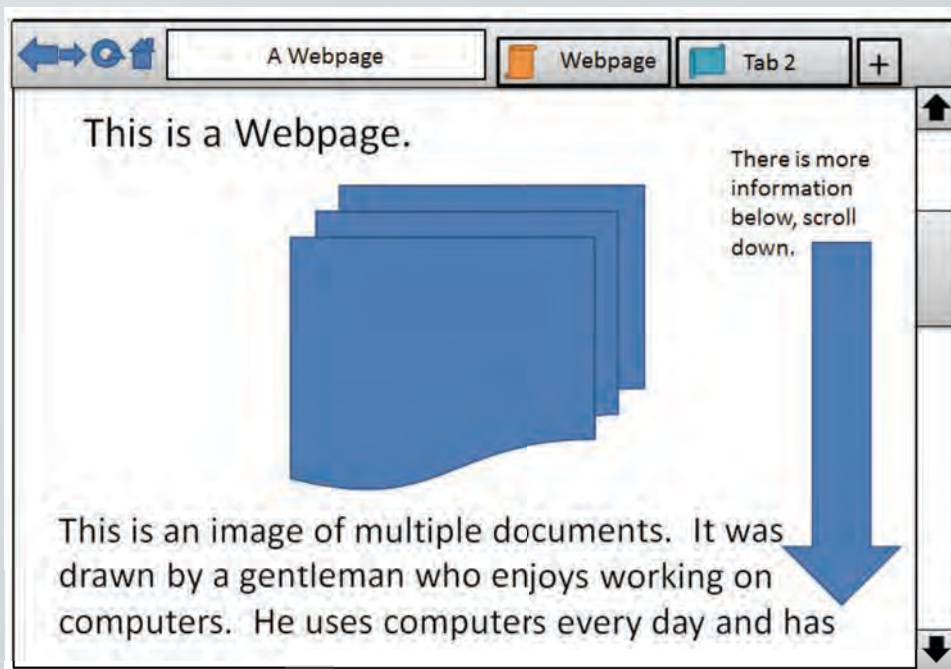 A Webpage
Webpage
Tab 2
+
This is a Webpage.
There is more
information
below, scroll
down.
This is an image of multiple documents.  It was
drawn by a gentleman who enjoys working on
computers.  He uses computers every day and has